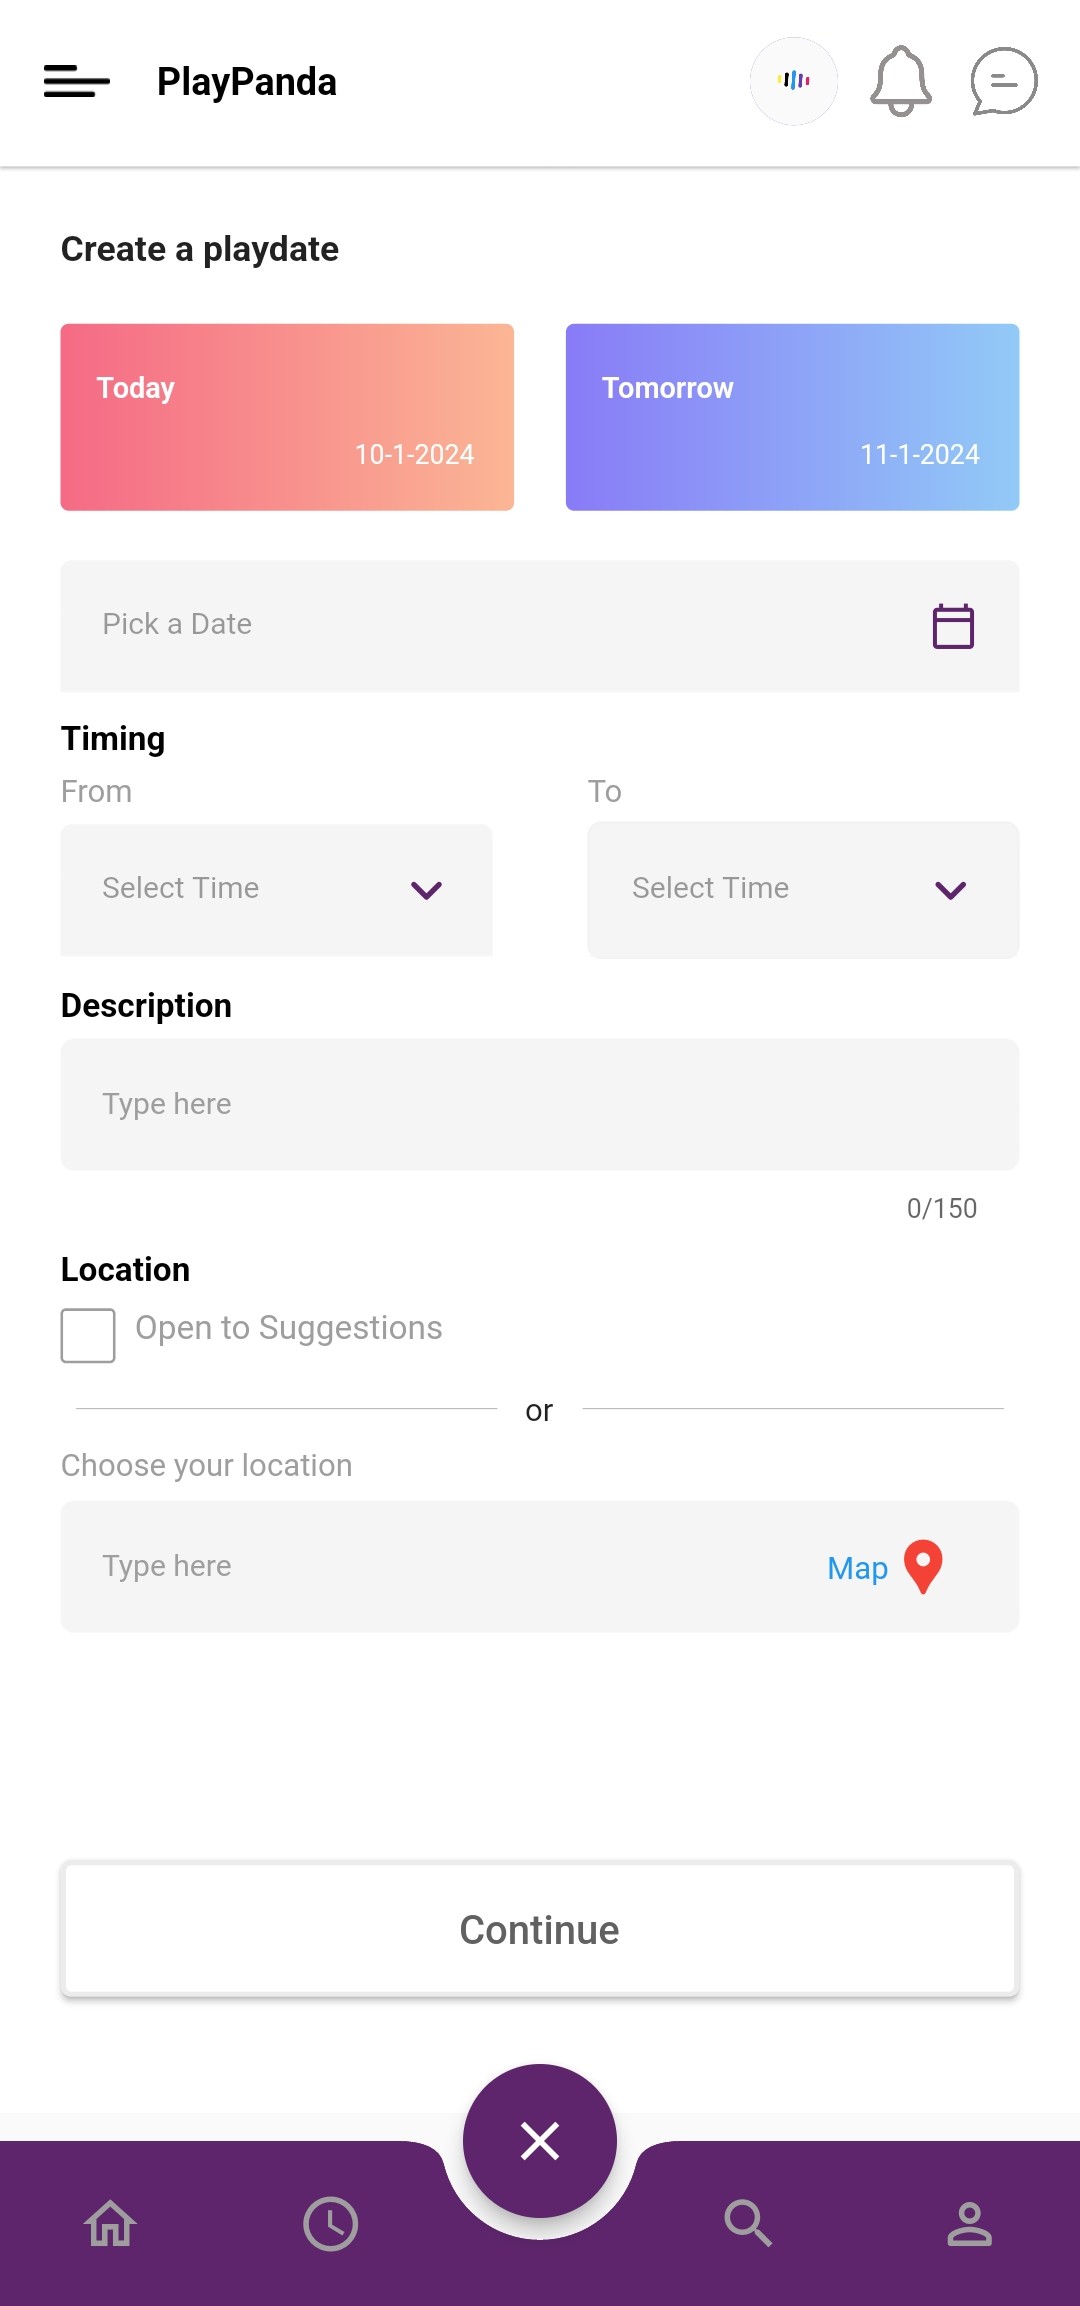 PlayPanda
Create a playdate
Today
10-1-2024
Tomorrow
11-1-2024
Pick a Date
Timing
From
To
Select Time
Select Time
Description
Type here
0/150
Location
Open to Suggestions
or
Choose your location
Type here
Map
Continue